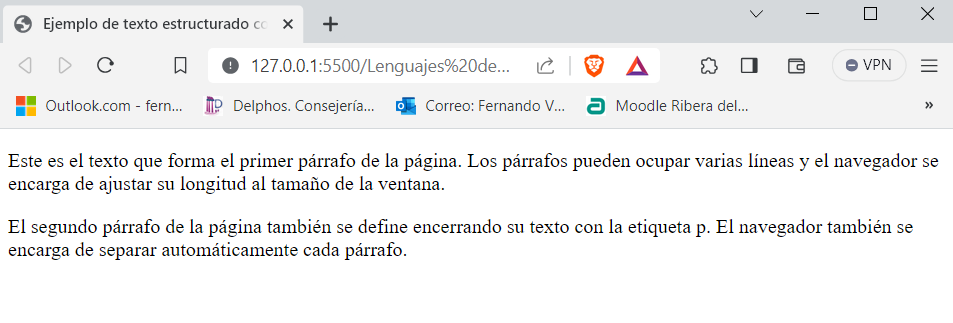 Ejemplo de texto estructurado co
127.0.0.1:5500/Lenguajes%20de...
VPN
Outlook.com - fern...
Delphos. Consejería...
Correo: Fernando V...
Moodle Ribera del...
»
Este es el texto que forma el primer párrafo de la página. Los párrafos pueden ocupar varias líneas y el navegador se
encarga de ajustar su longitud al tamaño de la ventana.
El segundo párrafo de la página también se define encerrando su texto con la etiqueta p. El navegador también se
encarga de separar automáticamente cada párrafo.